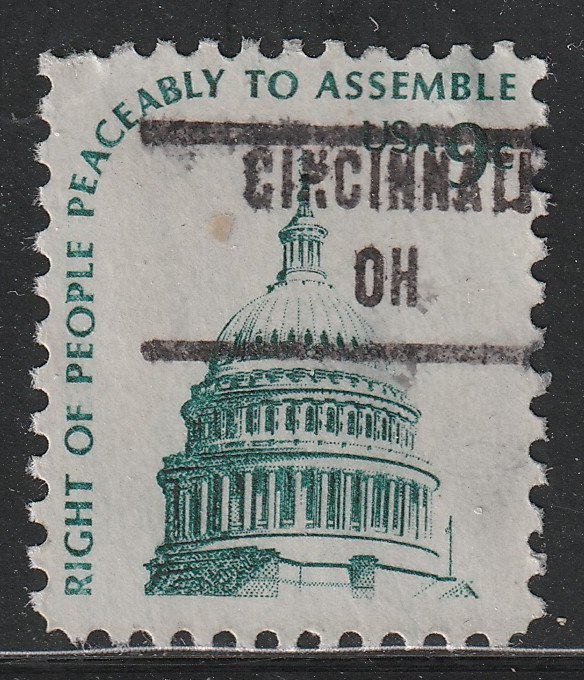 RIGHT OF PEOPLE PEACEABLY TO ASSEMBLE
USA 9c
CINCINNATI
OH